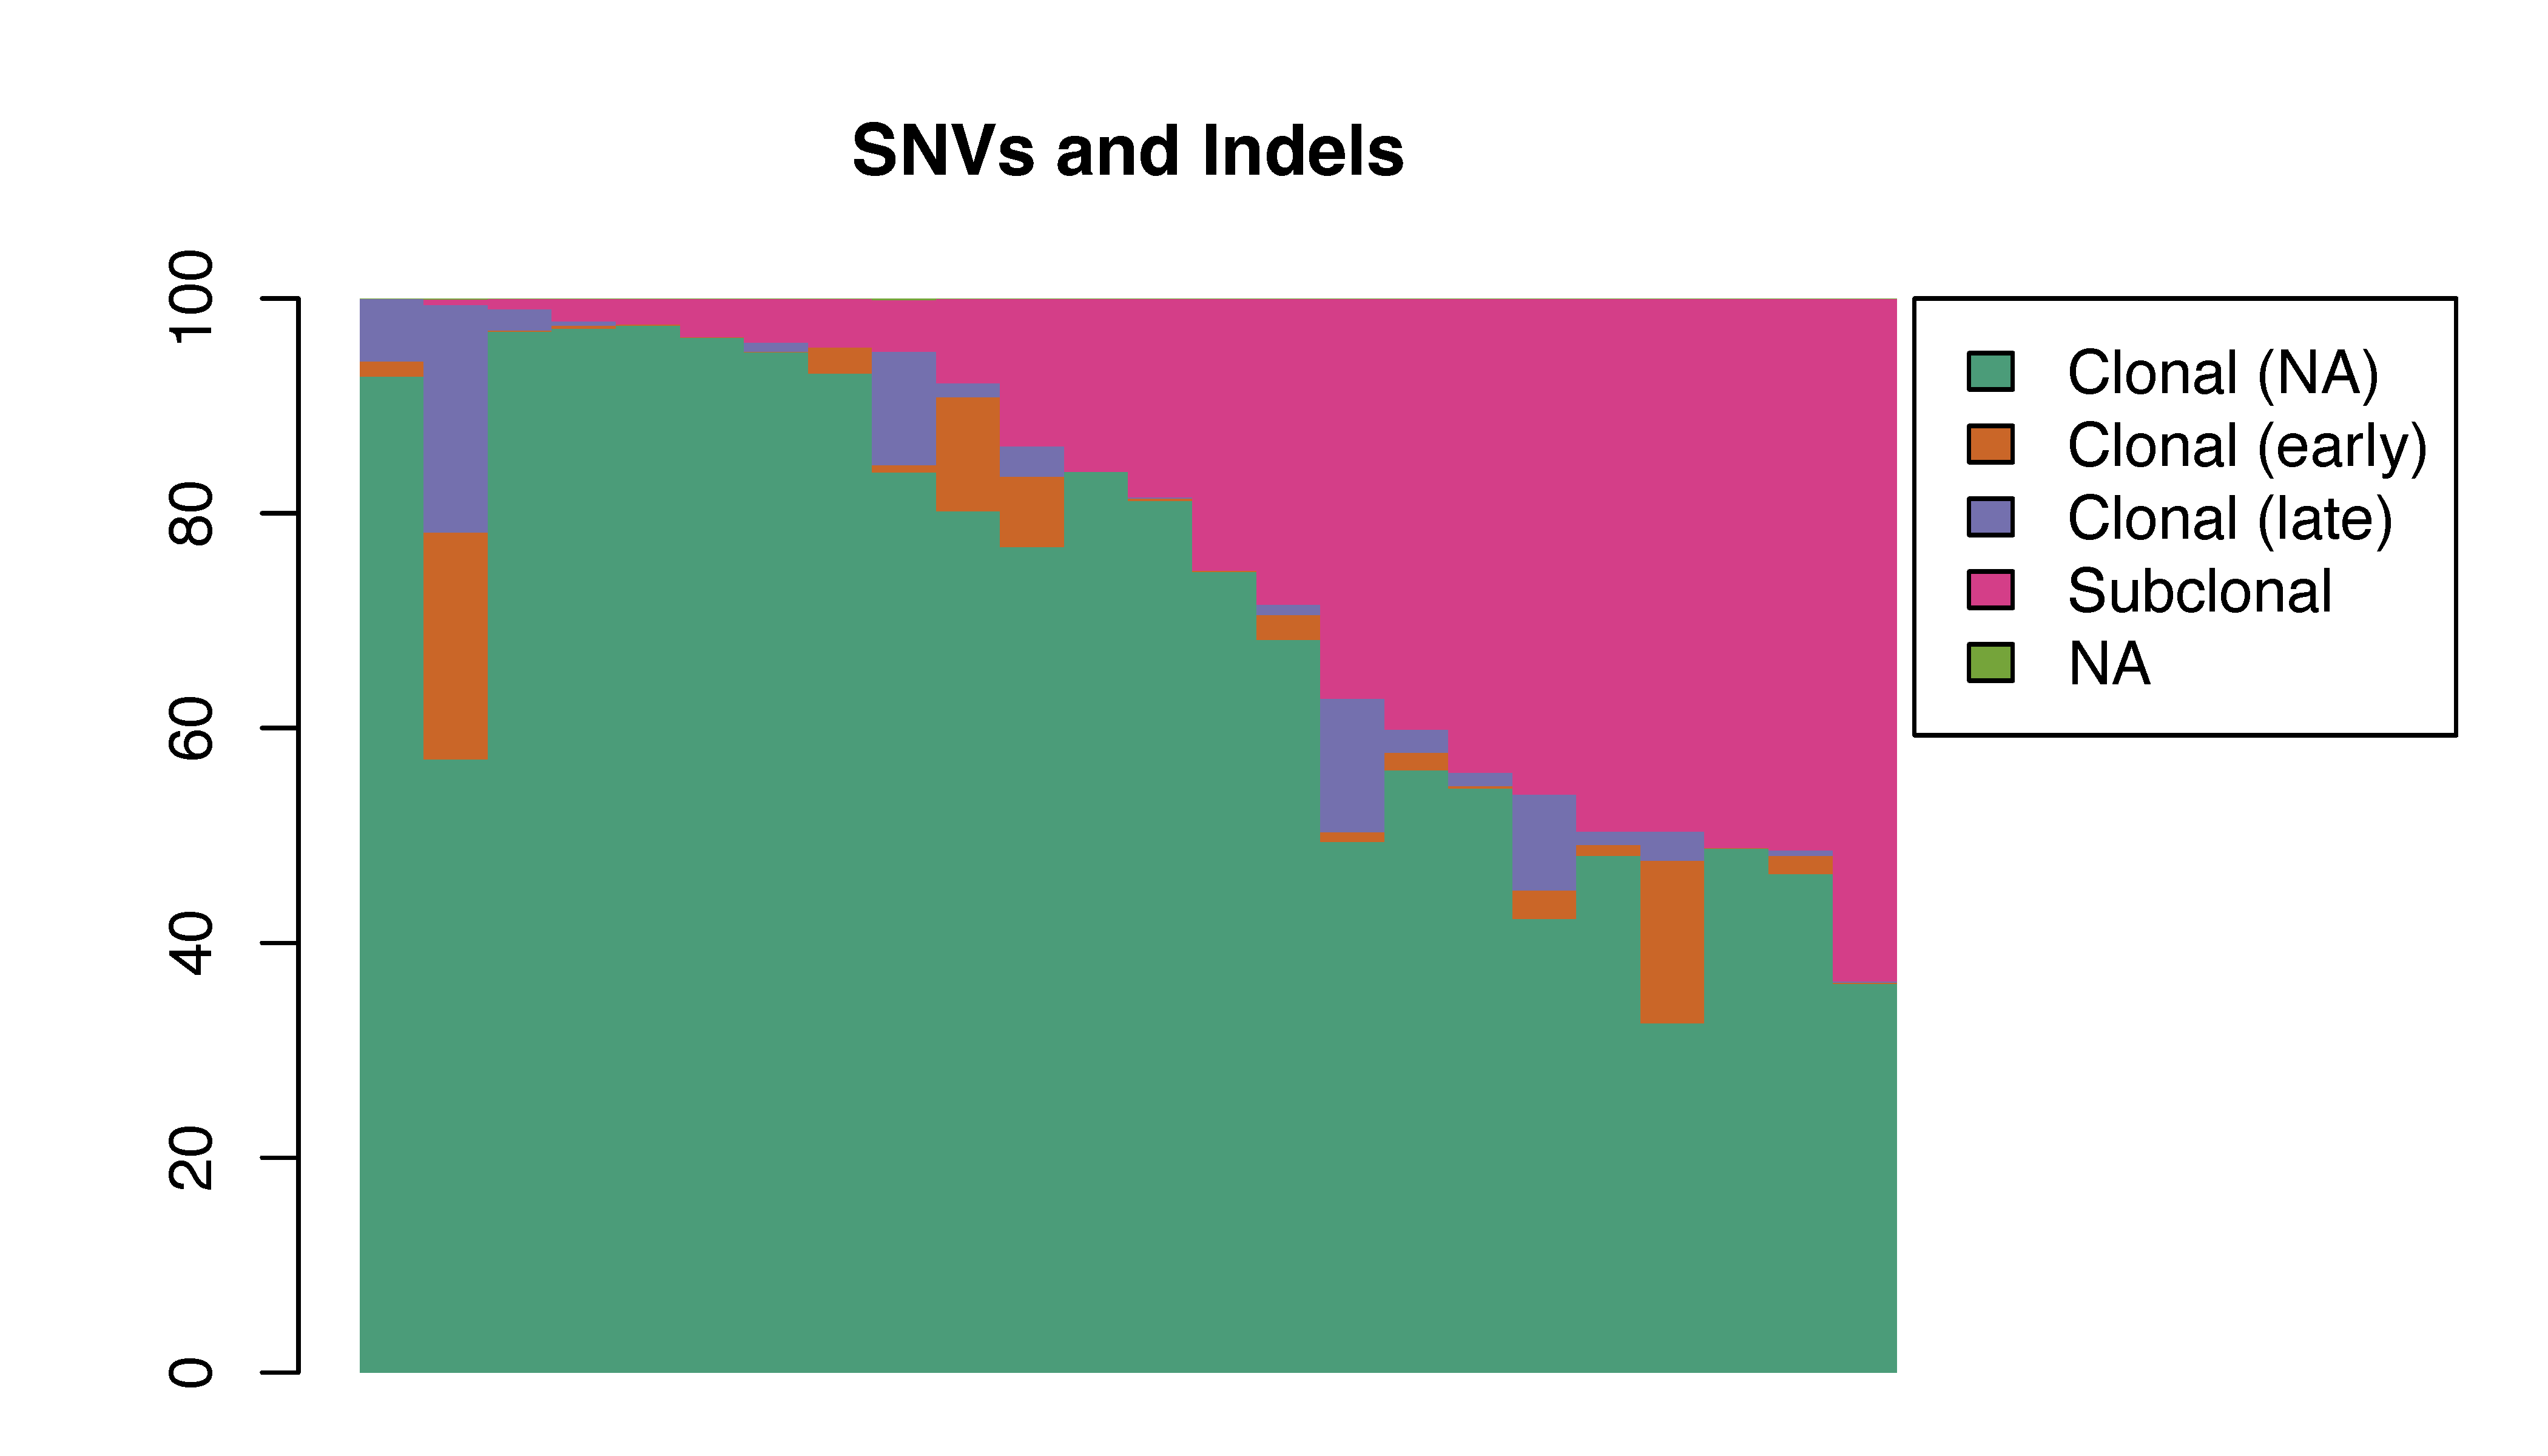 SNVs and Indels
100
80
60
40
20
0
Clonal (NA)
Clonal (early)
Clonal (late)
Subclonal
NA